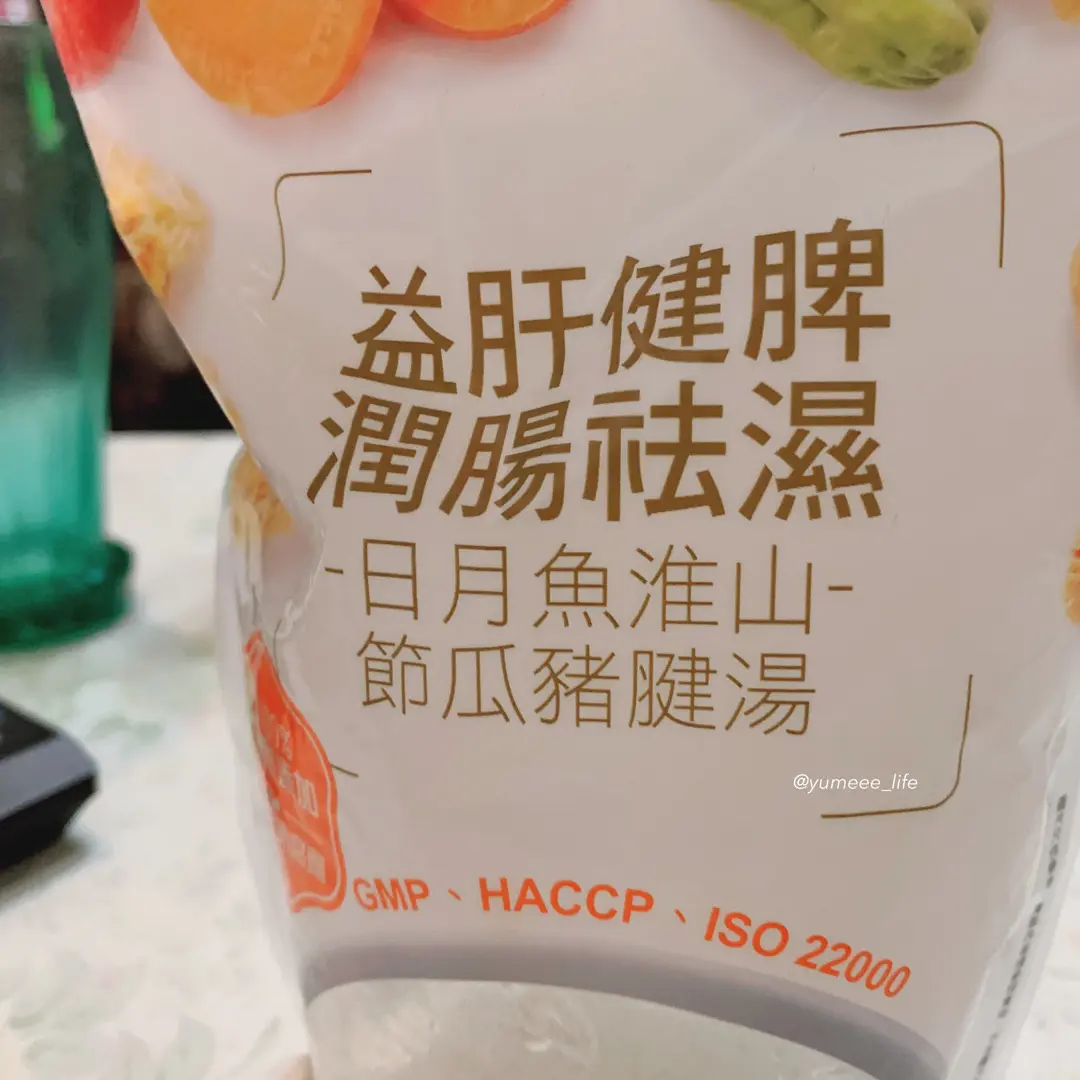 益肝健脾
潤腸祛濕
-日月魚淮山-
節瓜豬腱湯
@yumeee_life
GMP、HACCP、ISO 22000